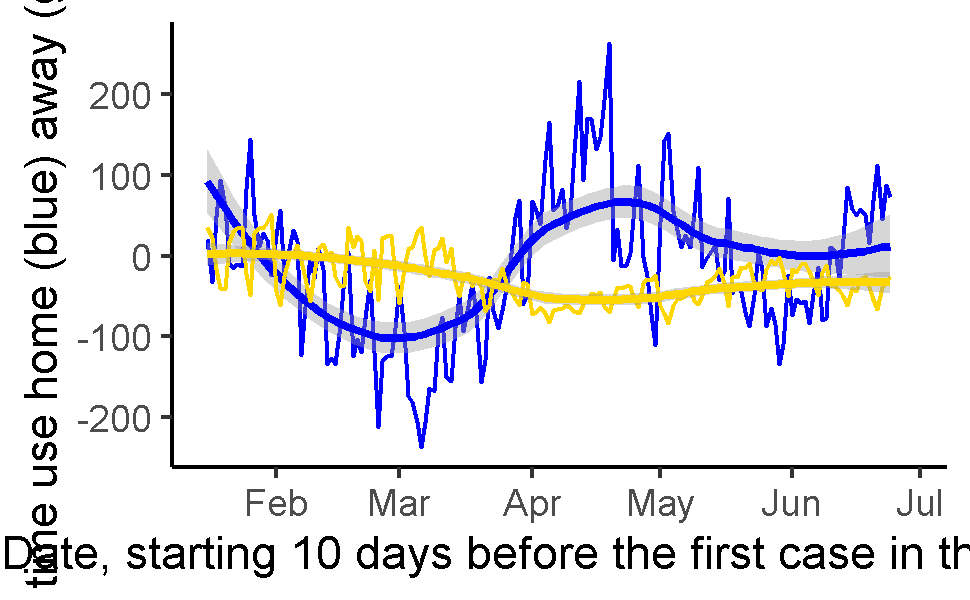 time use home (blue) away (
200
100
0
-100
-200
Feb Mar Apr May Jun Jul
Date, starting 10 days before the first case in th